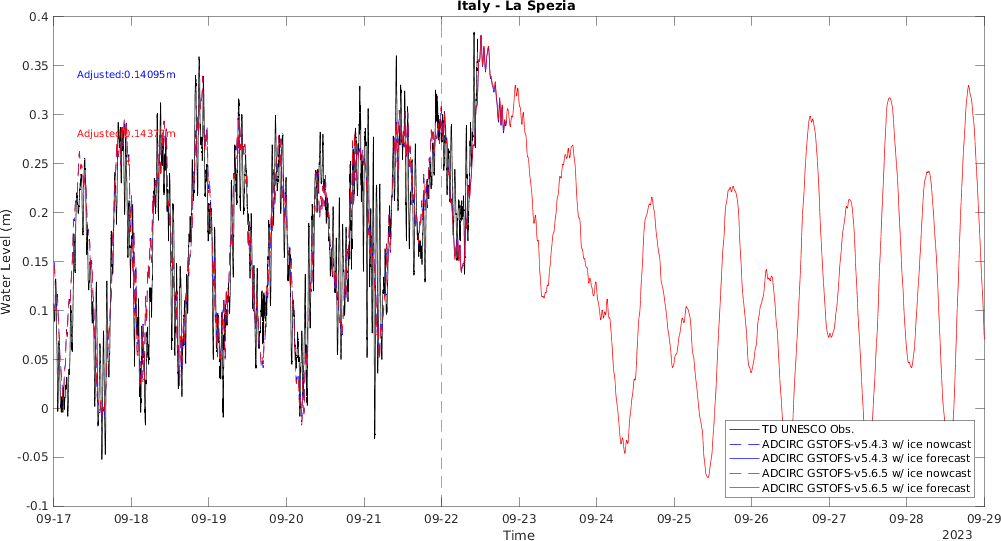 Italy - La Spezia
0.4
0.35
0.3
0.25
0.2
0.15
0.1
0.05
0
-0.05
-0.1
Water Level (m)
Adjusted:0.14095m
TD UNESCO Obs.
ADCIRC GSTOFS-v5.4.3 w/ ice nowcast
ADCIRC GSTOFS-v5.4.3 w/ ice forecast
ADCIRC GSTOFS-v5.6.5 w/ ice nowcast
ADCIRC GSTOFS-v5.6.5 w/ ice forecast
09-17 09-18 09-19 09-20 09-21 09-22 09-23 09-24 09-25 09-26 09-27 09-28 09-29
Time
2023